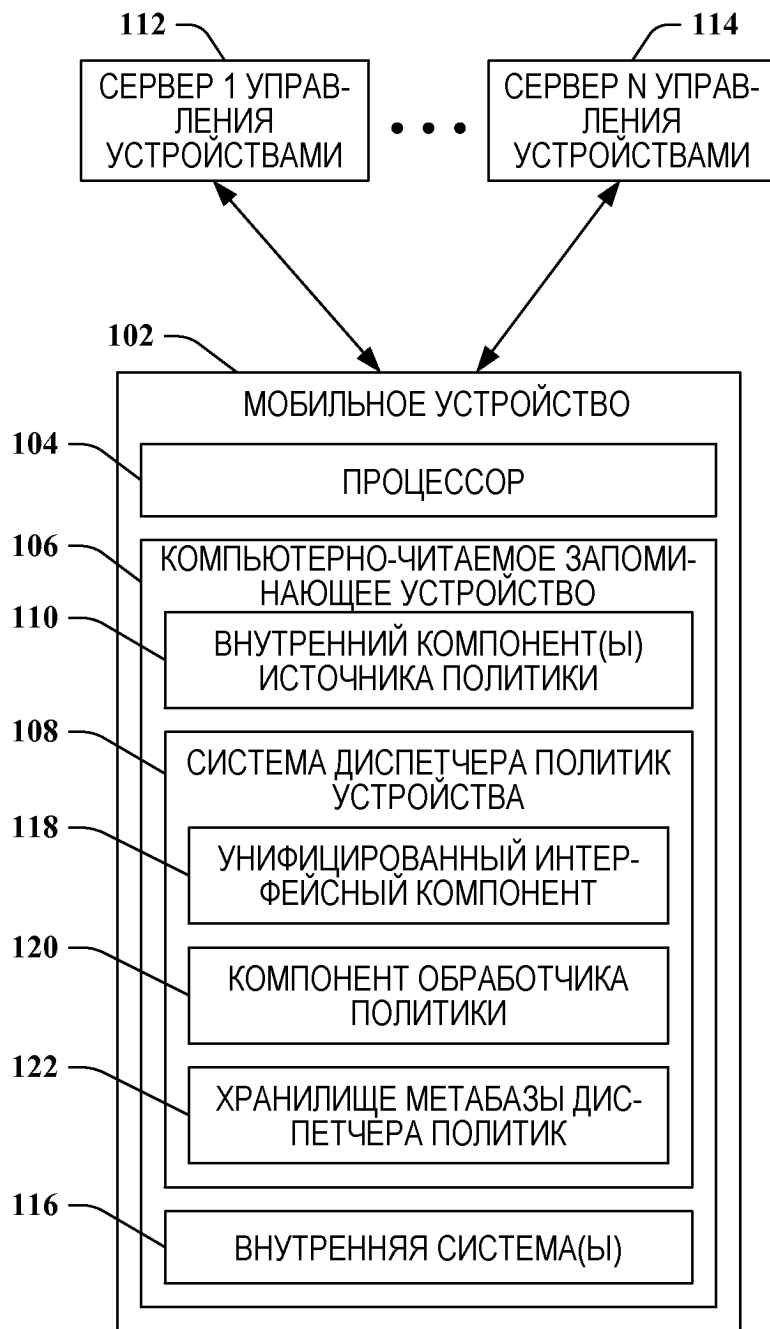 112
114
СЕРВЕР 1 УПРАВ-
ЛЕНИЯ
УСТРОЙСТВАМИ
СЕРВЕР N УПРАВ-
ЛЕНИЯ
УСТРОЙСТВАМИ
102
МОБИЛЬНОЕ УСТРОЙСТВО
104
ПРОЦЕССОР
106
КОМПЬЮТЕРНО-ЧИТАЕМОЕ ЗАПОМИ-
НАЮЩЕЕ УСТРОЙСТВО
110
ВНУТРЕННИЙ КОМПОНЕНТ(Ы)
ИСТОЧНИКА ПОЛИТИКИ
108
СИСТЕМА ДИСПЕТЧЕРА ПОЛИТИК
УСТРОЙСТВА
118
УНИФИЦИРОВАННЫЙ ИНТЕР-
ФЕЙСНЫЙ КОМПОНЕНТ
120
КОМПОНЕНТ ОБРАБОТЧИКА
ПОЛИТИКИ
122
ХРАНИЛИЩЕ МЕТАБАЗЫ ДИС-
ПЕТЧЕРА ПОЛИТИК
116
ВНУТРЕННЯЯ СИСТЕМА(Ы)